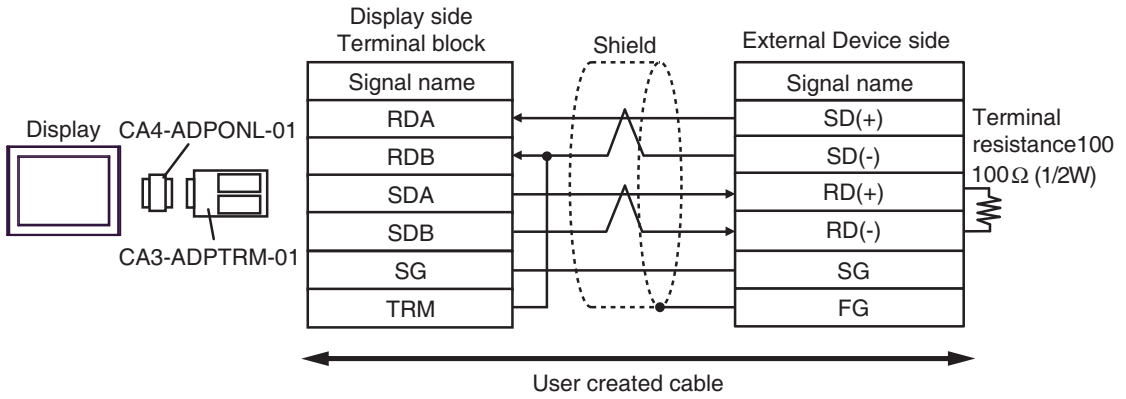 Display side
Terminal block
Shield
External Device side
Signal name
Signal name
RDA
SD(+)
Terminal
resistance100
100Ω (1/2W)
Display
CA4-ADPONL-01
RDB
SD(-)
SDA
RD(+)
SDB
RD(-)
CA3-ADPTRM-01
SG
SG
TRM
FG
User created cable